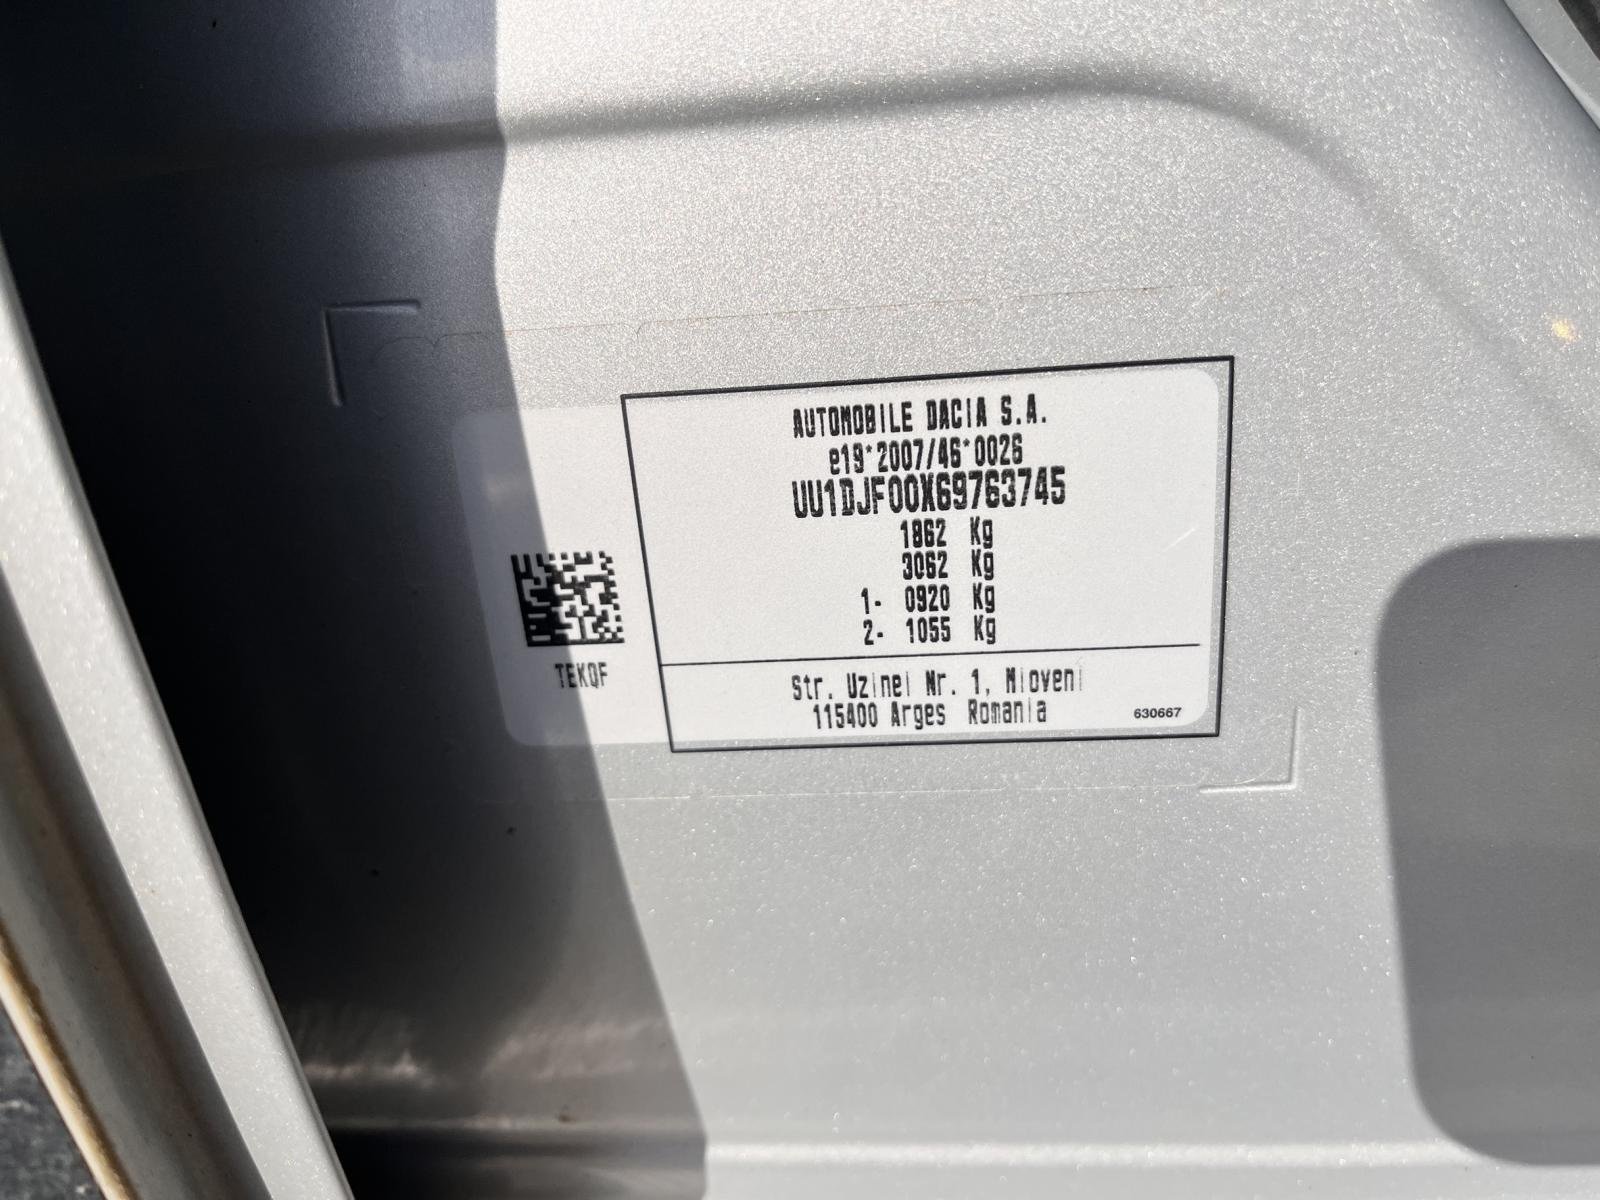 AUTOMOBILE DACIA S.A.
e19*2007/46*0026
UU1DJF00X69763745
1862 Kg
3062 Kg
1- 0920 Kg
2- 1055 Kg
TEKQF
Str. Uzinei Nr. 1, Mioveni
115400 Arges Romania
630667